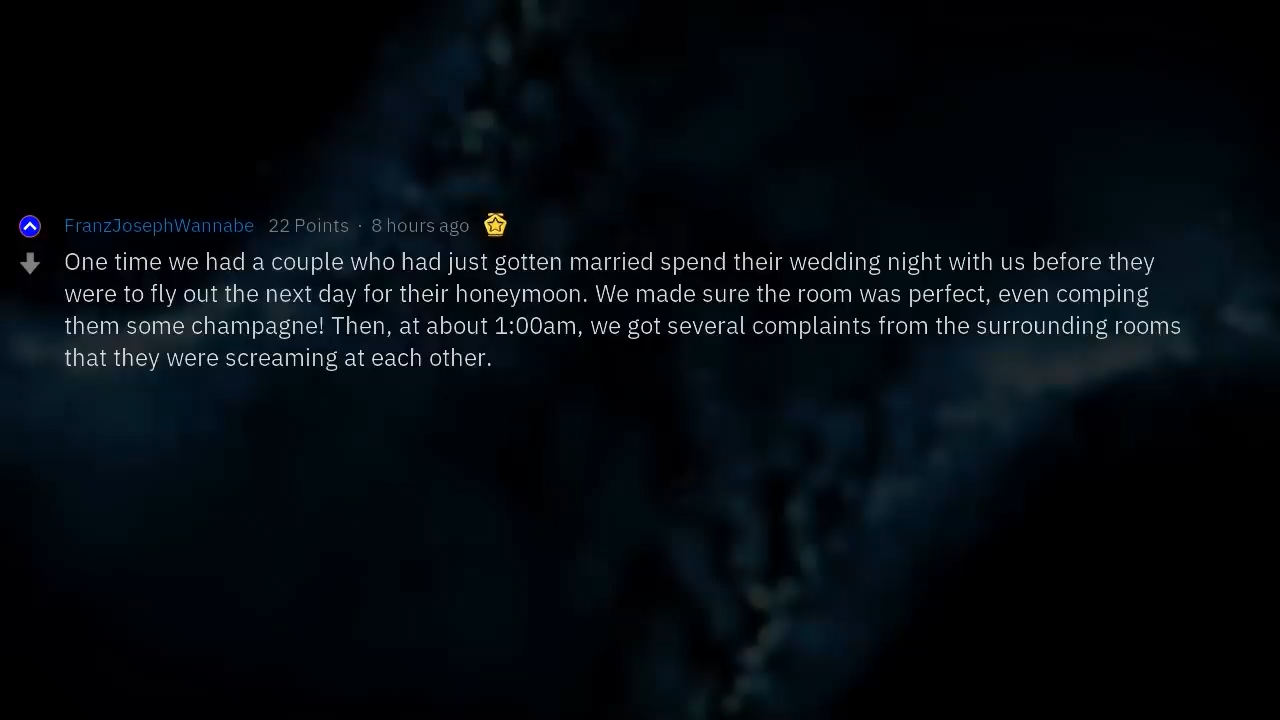 FranzJosephWannabe 22 Points · 8 hours ago
One time we had a couple who had just gotten married spend their wedding night with us before they
were to fly out the next day for their honeymoon. We made sure the room was perfect, even comping
them some champagne! Then, at about 1:00am, we got several complaints from the surrounding rooms
that they were screaming at each other.